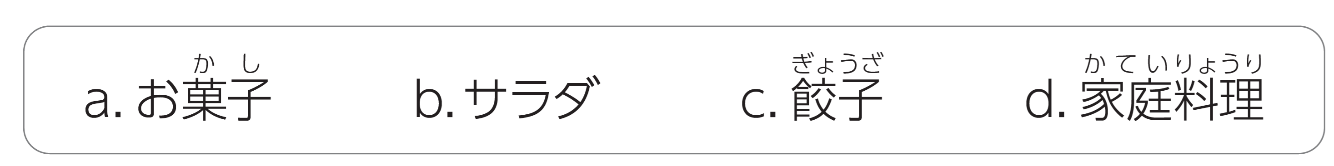 かし ぎょうざ かていりょうり
a. お菓子 b. サラダ c. 餃子 d. 家庭料理